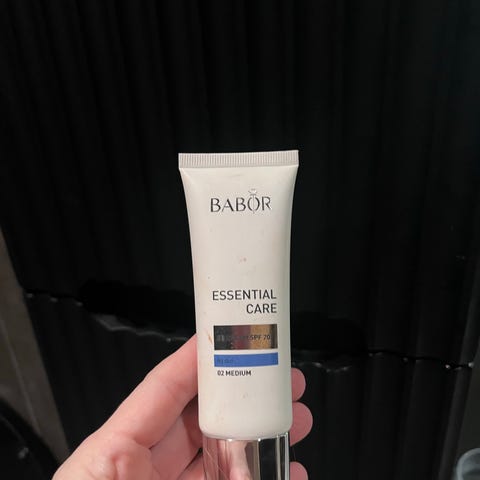 BABOR
ESSENTIAL
CARE
SPF 20
02 MEDIUM